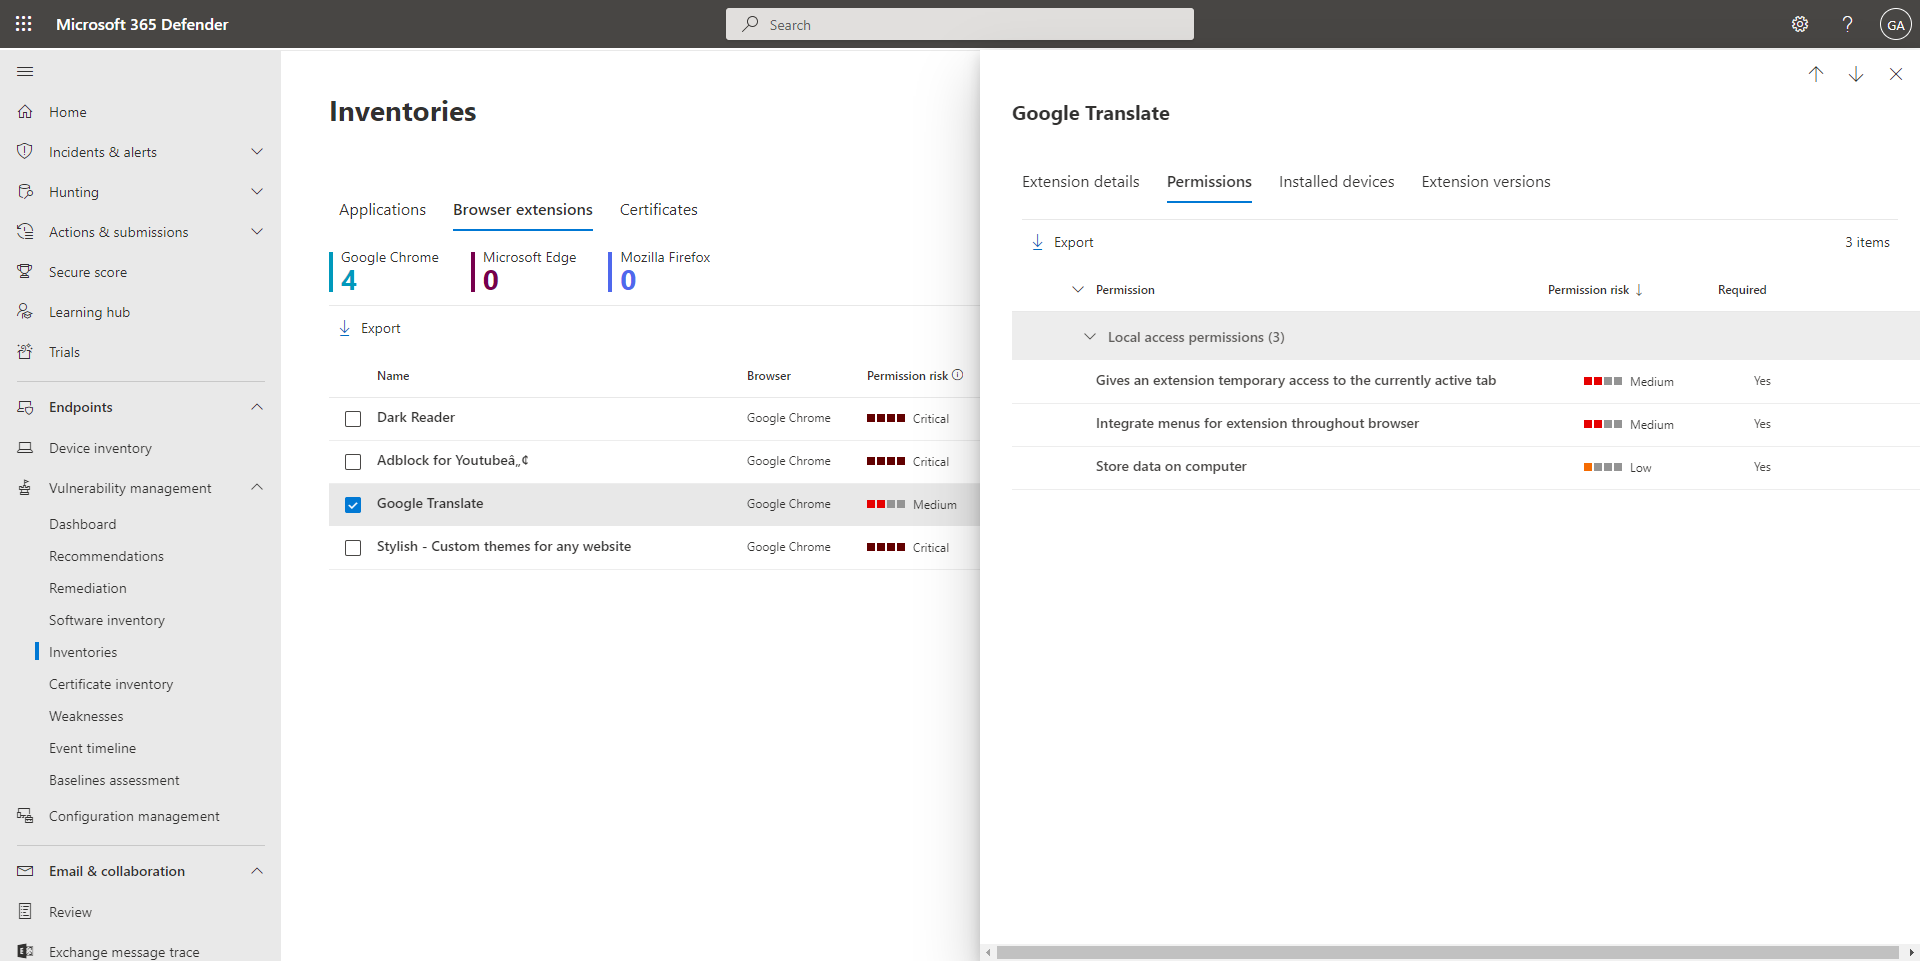 Microsoft 365 Defender
Search
GA
Home
Incidents & alerts
Hunting
Actions & submissions
Secure score
Learning hub
Trials
Endpoints
Device inventory
Vulnerability management
Dashboard
Recommendations
Remediation
Software inventory
Inventories
Certificate inventory
Weaknesses
Event timeline
Baselines assessment
Configuration management
Email & collaboration
Review
Exchange message trace
Inventories
Applications Browser extensions Certificates
Google Chrome Microsoft Edge Mozilla Firefox
4 0 0
Export
Name Browser Permission risk
Dark Reader Google Chrome Critical
Adblock for Youtubeâ„¢ Google Chrome Critical
Google Translate Google Chrome Medium
Stylish - Custom themes for any website Google Chrome Critical
Google Translate
Extension details Permissions Installed devices Extension versions
Export 3 items
Permission Permission risk ↓ Required
Local access permissions (3)
Gives an extension temporary access to the currently active tab Medium Yes
Integrate menus for extension throughout browser Medium Yes
Store data on computer Low Yes